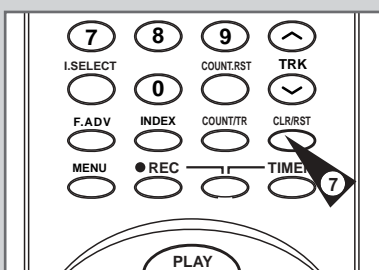 7 8 9
I.SELECT COUNT.RST TRK
0
F.ADV INDEX COUNT/TR CLR/RST
MENU REC TIMER
7
PLAY